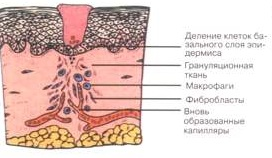 Деление клеток ба-
зального слоя эпи-
дермиса
Грануляционная
ткань
Макрофаги
Фибробласты
Вновь
образованные
капилляры